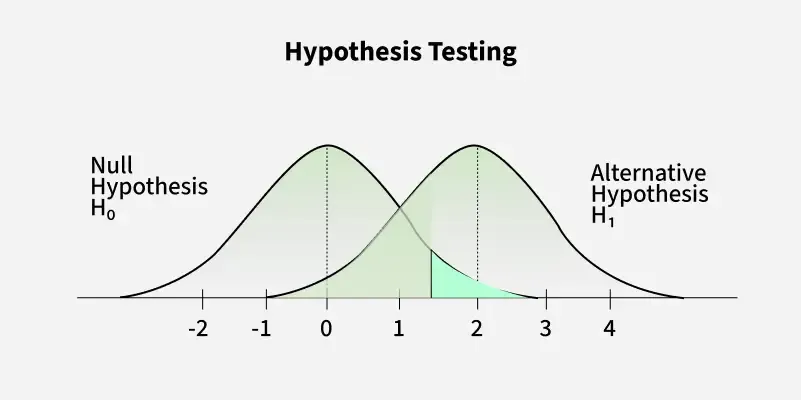 Hypothesis Testing
Null
Hypothesis
H₀
Alternative
Hypothesis
H₁
-2 -1 0 1 2 3 4